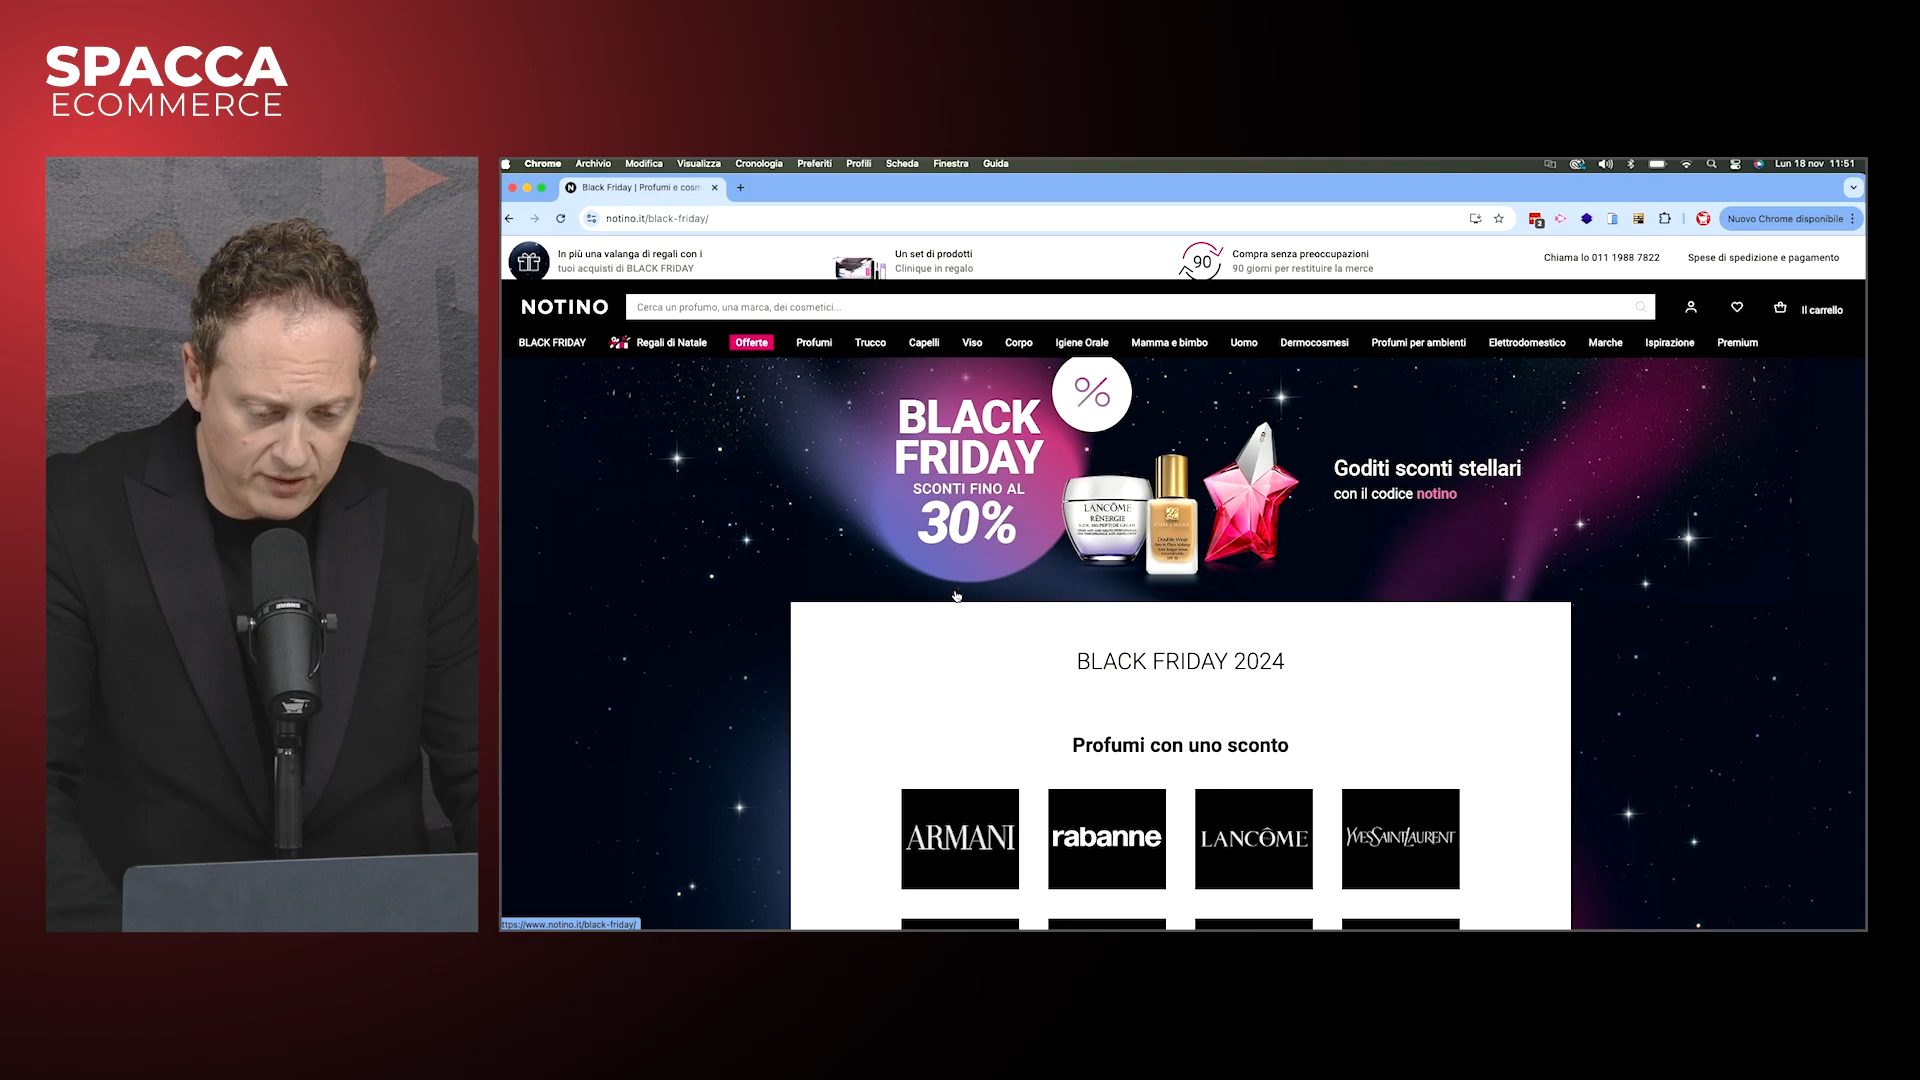 SPACCA
ECOMMERCE
Chrome Archivio Modifica Visualizza Cronologia Preferiti Profili Scheda Finestra Guida
Lun 18 nov 11:51
Black Friday | Profumi e cosm
notino.it/black-friday/
2
Nuovo Chrome disponibile
In più una valanga di regali con i
tuoi acquisti di BLACK FRIDAY
Un set di prodotti
Clinique in regalo
90
Compra senza preoccupazioni
90 giorni per restituire la merce
Chiama lo 011 1988 7822
Spese di spedizione e pagamento
NOTINO
Cerca un profumo, una marca, dei cosmetici...
Il carrello
BLACK FRIDAY
Regali di Natale
Offerte
Profumi
Trucco
Capelli
Viso
Corpo
Igiene Orale
Mamma e bimbo
Uomo
Dermocosmesi
Profumi per ambienti
Elettrodomestico
Marche
Ispirazione
Premium
BLACK
FRIDAY
SCONTI FINO AL
30%
%
LANCÔME
RÉNERGIE
Double Wear
Goditi sconti stellari
con il codice notino
BLACK FRIDAY 2024
Profumi con uno sconto
ARMANI
rabanne
LANCÔME
YVESSAINTLAURENT
ttps://www.notino.it/black-friday/